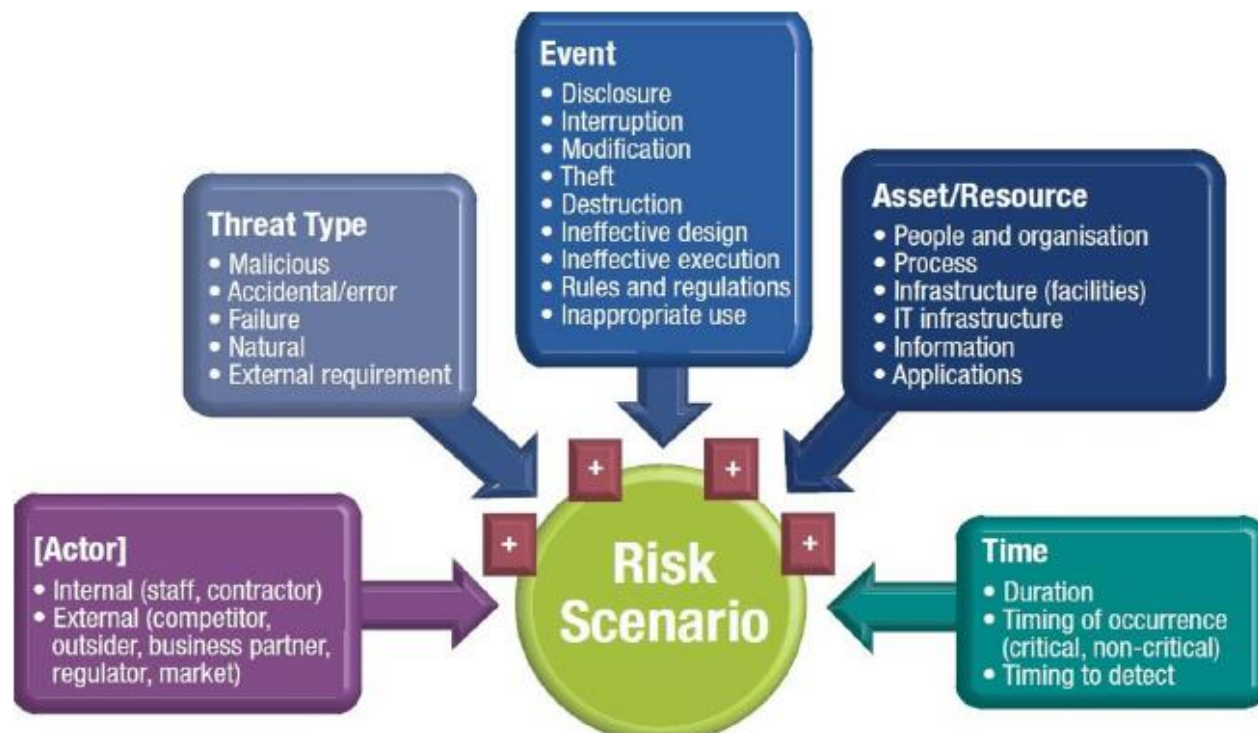 Event
• Disclosure
• Interruption
• Modification
• Theft
• Destruction
• Ineffective design
• Ineffective execution
• Rules and regulations
• Inappropriate use
Threat Type
• Malicious
• Accidental/error
• Failure
• Natural
• External requirement
Asset/Resource
• People and organisation
• Process
• Infrastructure (facilities)
• IT infrastructure
• Information
• Applications
[Actor]
• Internal (staff, contractor)
• External (competitor,
outsider, business partner,
regulator, market)
+
+
+
+
Risk
Scenario
Time
• Duration
• Timing of occurrence
(critical, non-critical)
• Timing to detect